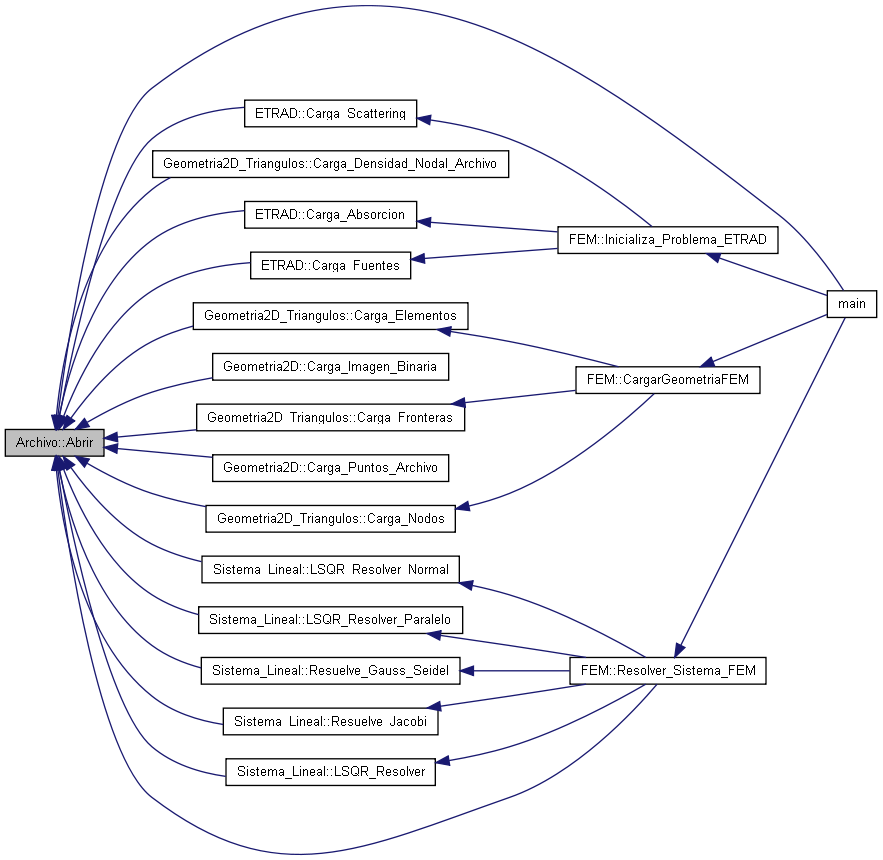 ETRAD::Carga_Scattering
Geometria2D_Triangulos::Carga_Densidad_Nodal_Archivo
ETRAD::Carga_Absorcion
FEM::Inicializa_Problema_ETRAD
ETRAD::Carga_Fuentes
main
Geometria2D_Triangulos::Carga_Elementos
Geometria2D::Carga_Imagen_Binaria
FEM::CargarGeometriaFEM
Geometria2D_Triangulos::Carga_Fronteras
Archivo::Abrir
Geometria2D::Carga_Puntos_Archivo
Geometria2D_Triangulos::Carga_Nodos
Sistema_Lineal::LSQR_Resolver_Normal
Sistema_Lineal::LSQR_Resolver_Paralelo
Sistema_Lineal::Resuelve_Gauss_Seidel
FEM::Resolver_Sistema_FEM
Sistema_Lineal::Resuelve_Jacobi
Sistema_Lineal::LSQR_Resolver